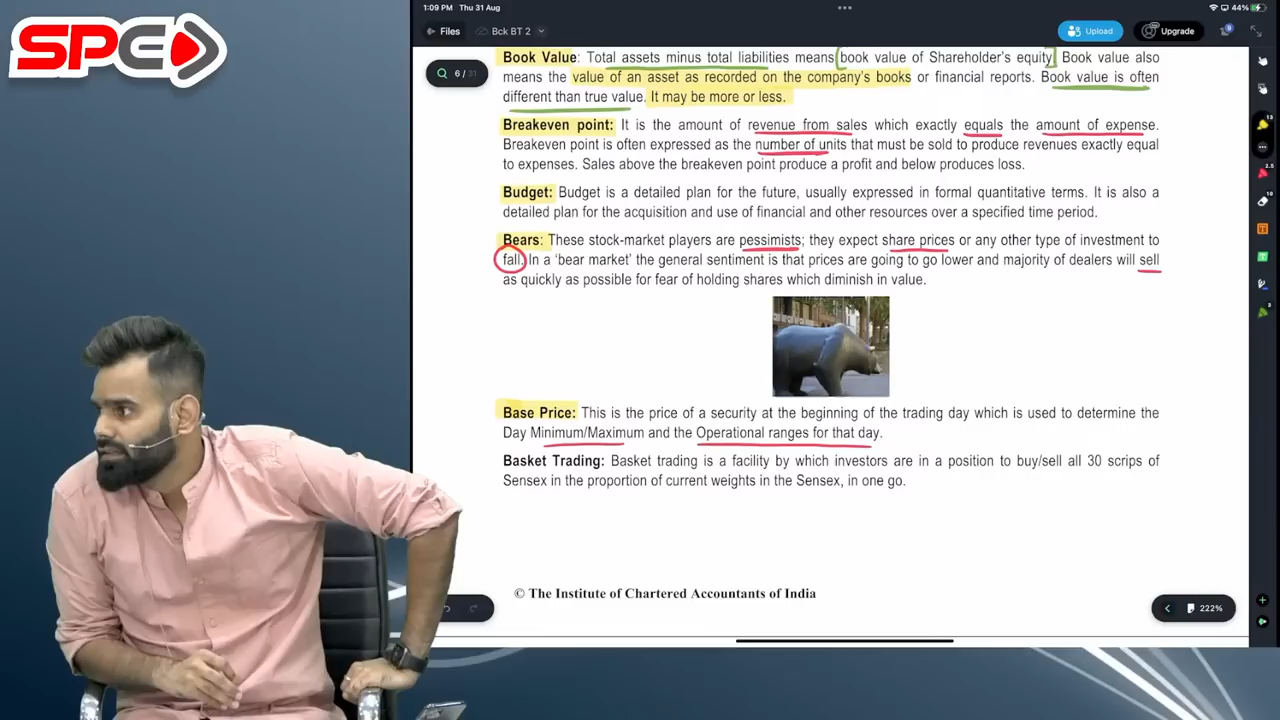 SPC
1:09 PM Thu 31 Aug
44%
Files
Bck BT 2
Upload
Upgrade
6 / 31
Book Value: Total assets minus total liabilities means book value of Shareholder's equity. Book value also
means the value of an asset as recorded on the company's books or financial reports. Book value is often
different than true value. It may be more or less.
Breakeven point: It is the amount of revenue from sales which exactly equals the amount of expense.
Breakeven point is often expressed as the number of units that must be sold to produce revenues exactly equal
to expenses. Sales above the breakeven point produce a profit and below produces loss.
Budget: Budget is a detailed plan for the future, usually expressed in formal quantitative terms. It is also a
detailed plan for the acquisition and use of financial and other resources over a specified time period.
Bears: These stock-market players are pessimists; they expect share prices or any other type of investment to
fall. In a 'bear market' the general sentiment is that prices are going to go lower and majority of dealers will sell
as quickly as possible for fear of holding shares which diminish in value.
Base Price: This is the price of a security at the beginning of the trading day which is used to determine the
Day Minimum/Maximum and the Operational ranges for that day.
Basket Trading: Basket trading is a facility by which investors are in a position to buy/sell all 30 scrips of
Sensex in the proportion of current weights in the Sensex, in one go.
© The Institute of Chartered Accountants of India
222%